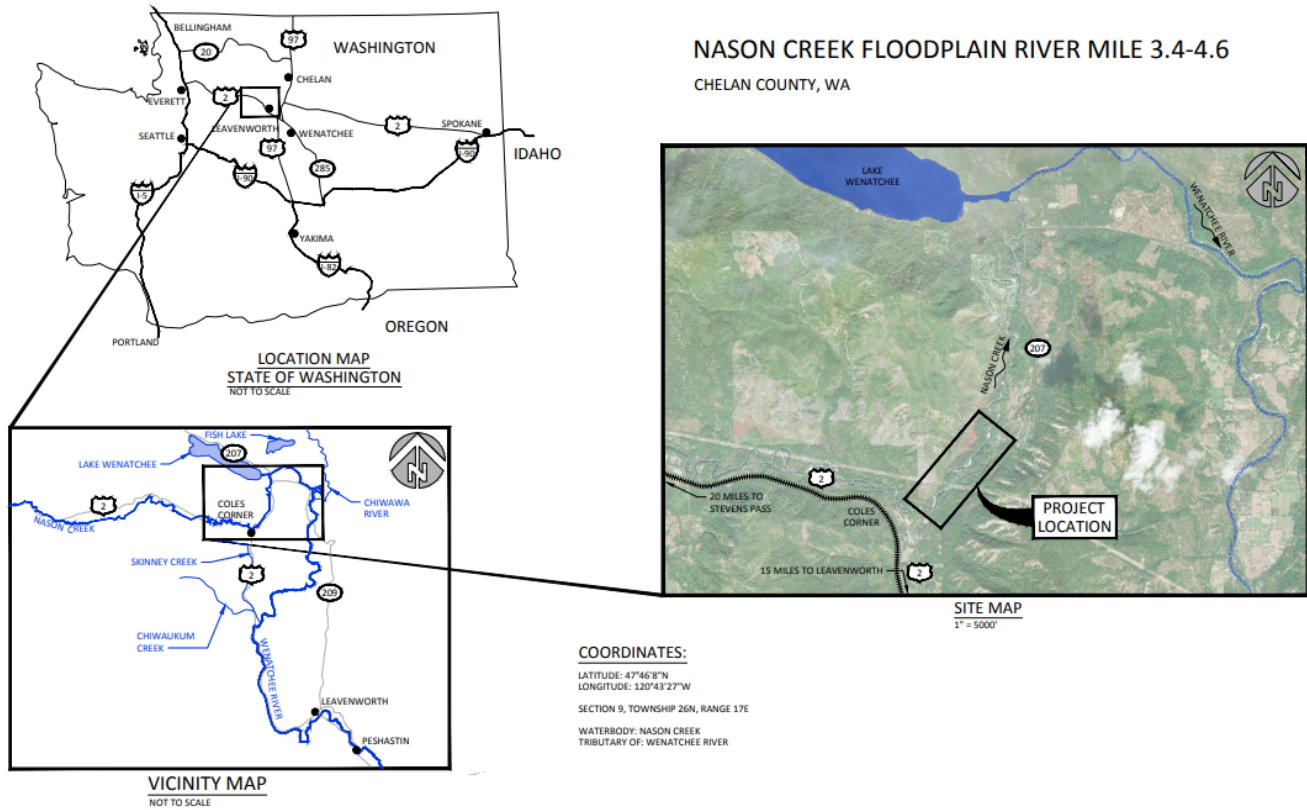 NASON CREEK FLOODPLAIN RIVER MILE 3.4-4.6
CHELAN COUNTY, WA
BELLINGHAM
20
97
WASHINGTON
CHELAN
EVERETT
2
LEAVENWORTH
WENATCHEE
SEATTLE
97
2
SPOKANE
I-90
IDAHO
I-5
I-90
285
YAKIMA
I-82
OREGON
PORTLAND
LOCATION MAP
STATE OF WASHINGTON
NOT TO SCALE
FISH LAKE
207
LAKE WENATCHEE
N
2
COLES
CORNER
CHIWAWA
RIVER
NASON CREEK
SKINNEY CREEK
2
209
CHIWAUKUM
CREEK
WENATCHEE RIVER
LEAVENWORTH
PESHASTIN
VICINITY MAP
NOT TO SCALE
LAKE
WENATCHEE
N
WENATCHEE RIVER
NASON CREEK
207
2
20 MILES TO
STEVENS PASS
COLES
CORNER
PROJECT
LOCATION
15 MILES TO LEAVENWORTH
2
SITE MAP
1" = 5000'
COORDINATES:
LATITUDE: 47°46'8"N
LONGITUDE: 120°43'27"W
SECTION 9, TOWNSHIP 26N, RANGE 17E
WATERBODY: NASON CREEK
TRIBUTARY OF: WENATCHEE RIVER